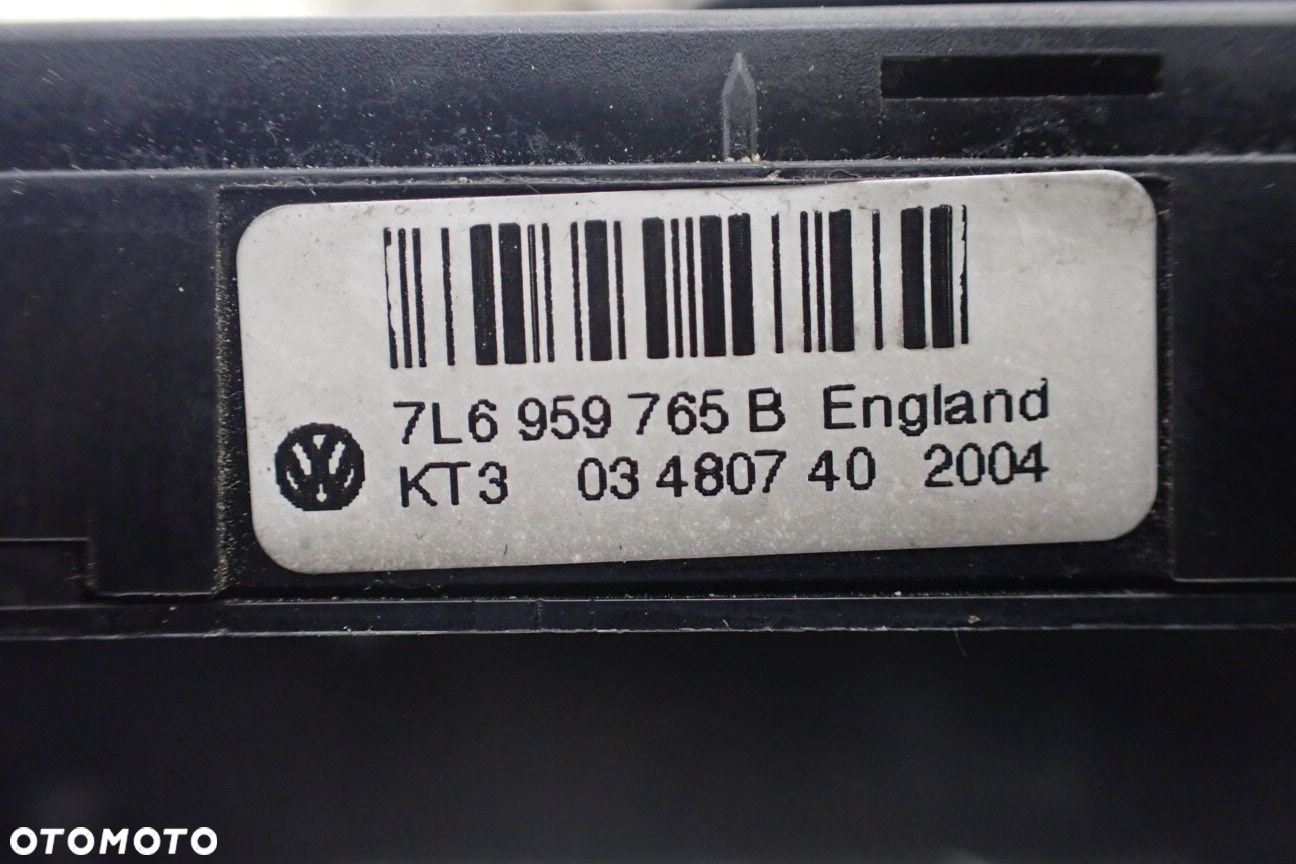 7L6 959 765 B England
KT3 03 4807 40 2004
OTOMOTO